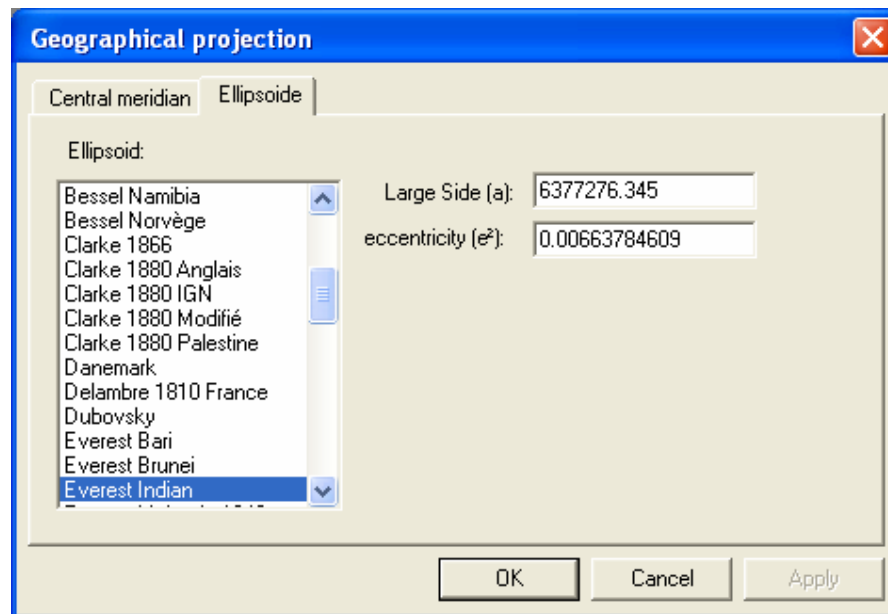 Geographical projection
Central meridian
Ellipsoide
Ellipsoid:
Bessel Namibia
Bessel Norvège
Clarke 1866
Clarke 1880 Anglais
Clarke 1880 IGN
Clarke 1880 Modifié
Clarke 1880 Palestine
Danemark
Delambre 1810 France
Dubovsky
Everest Bari
Everest Brunei
Everest Indian
Large Side (a):
6377276.345
eccentricity (e²):
0.00663784609
OK
Cancel
Apply